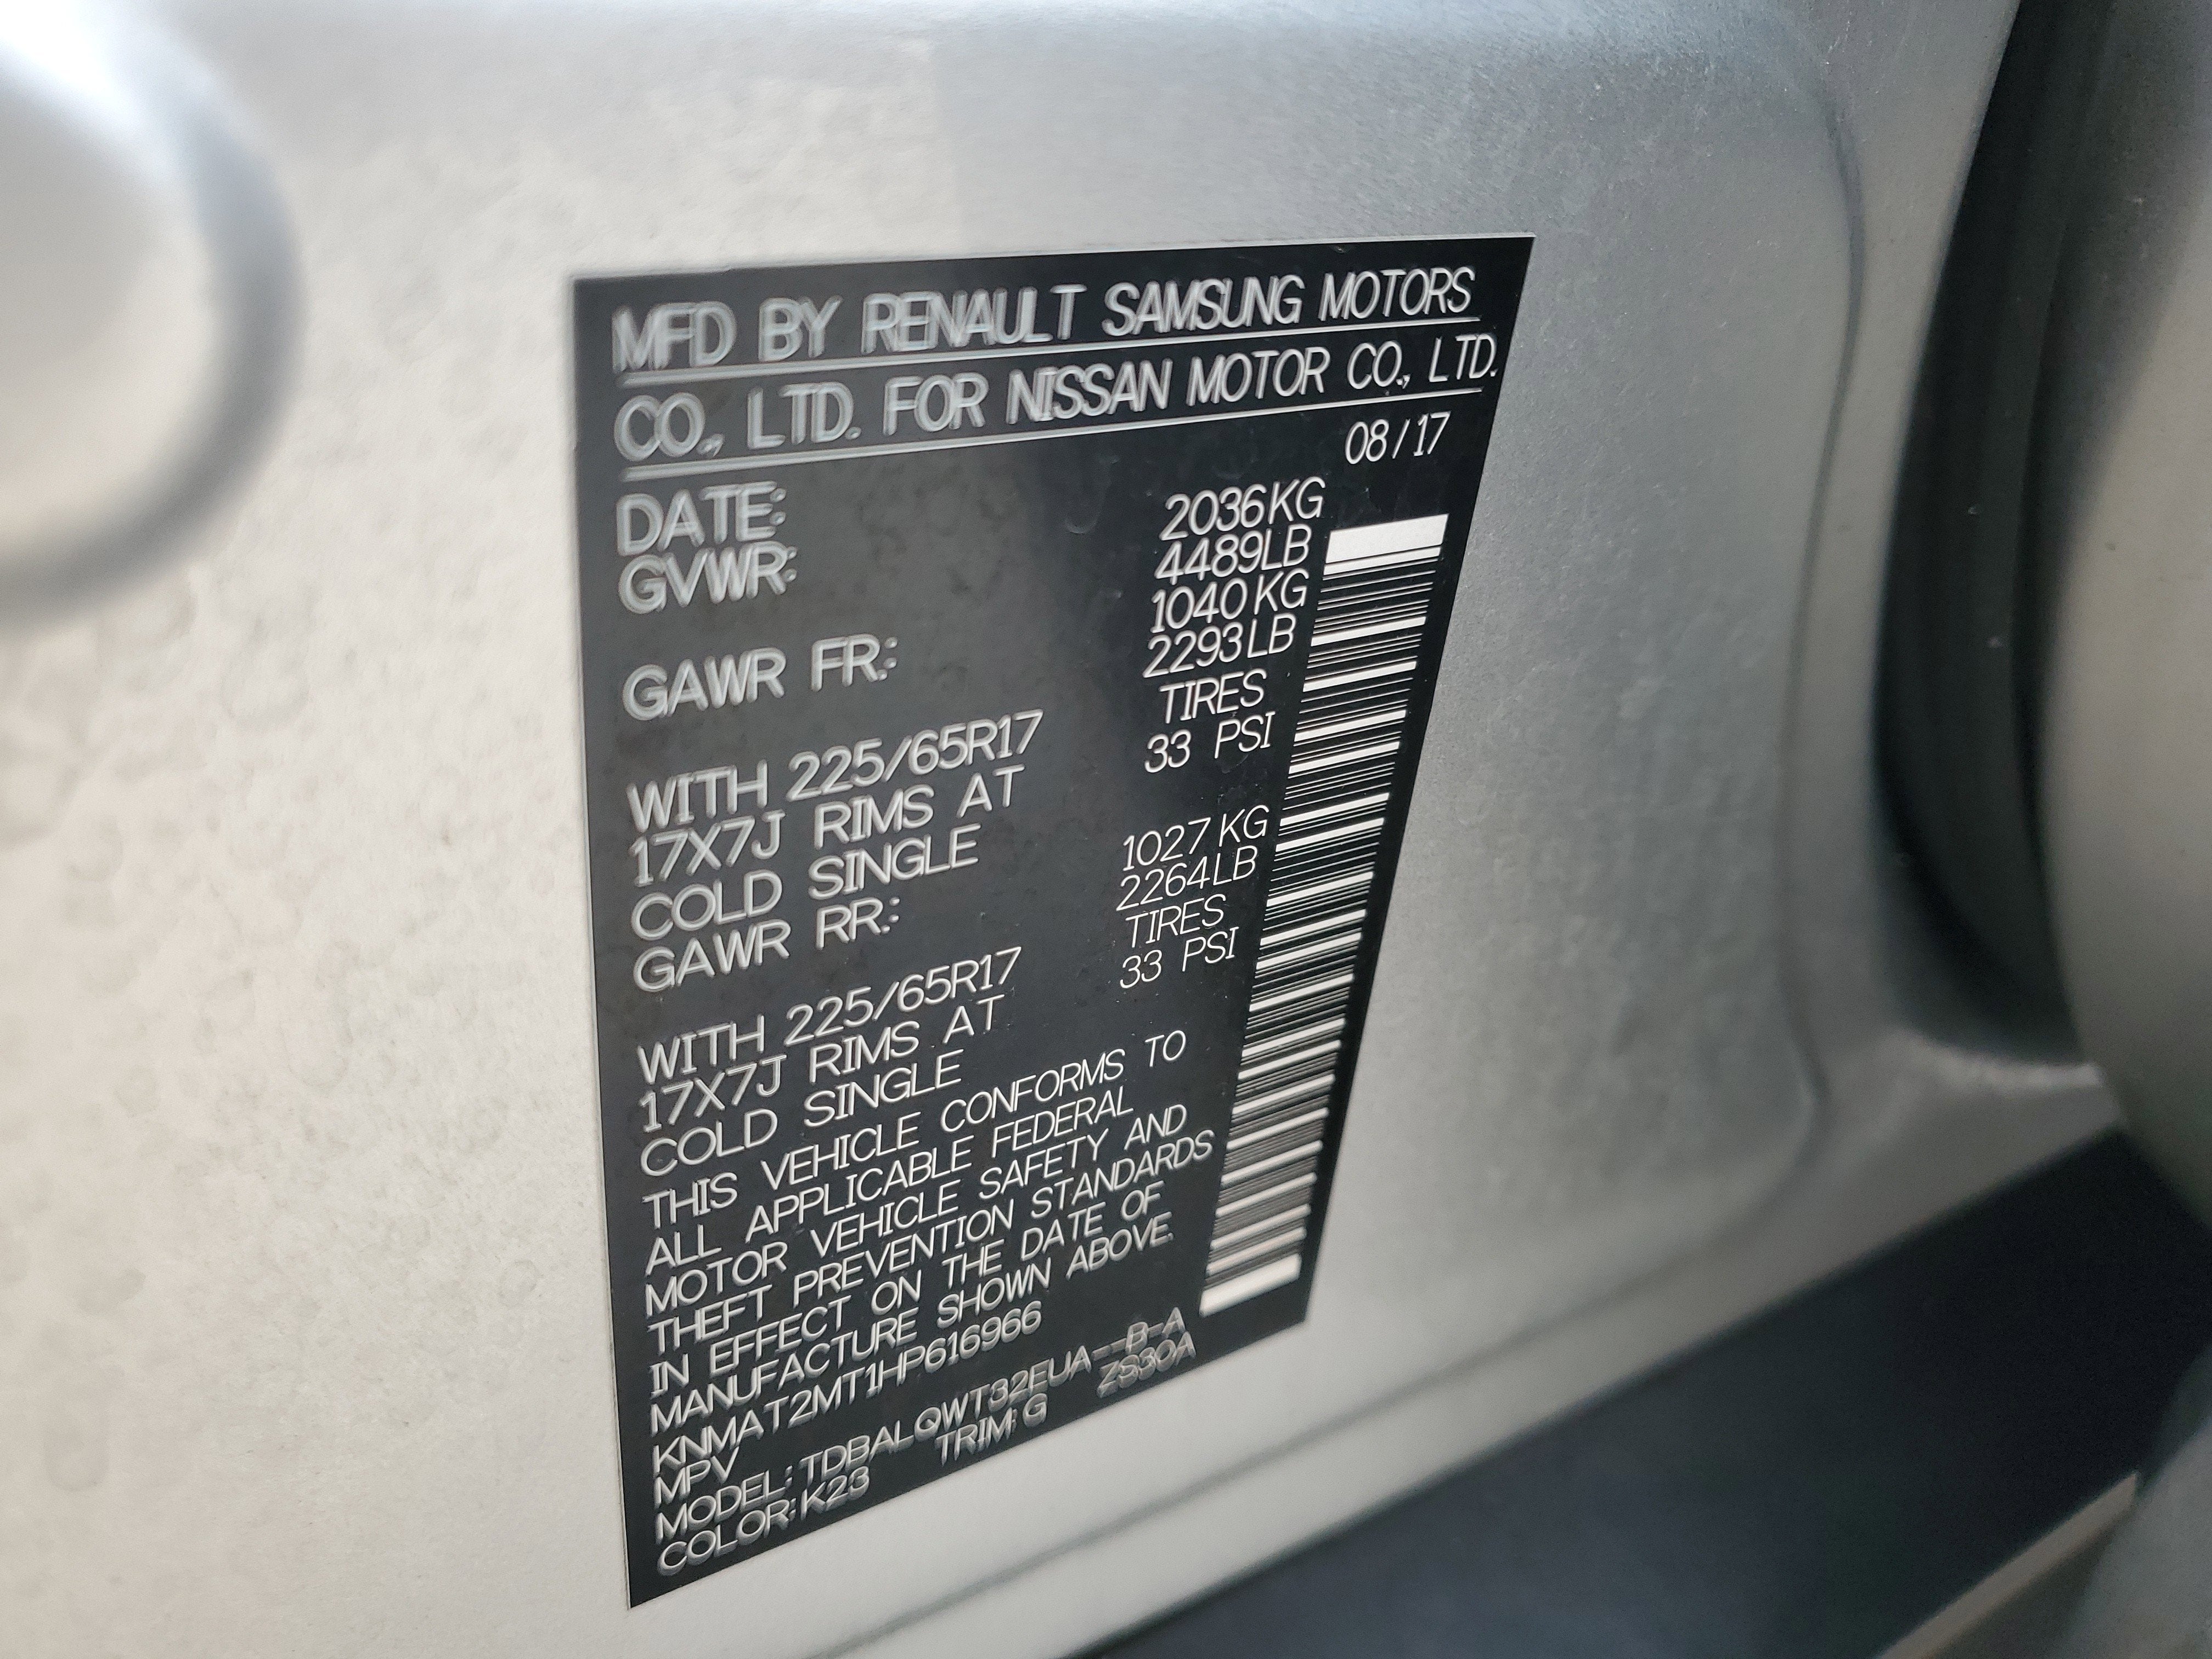 MFD BY RENAULT SAMSUNG MOTORS
CO., LTD. FOR NISSAN MOTOR CO., LTD.
DATE: 08/17
GVWR: 2036KG
4489LB
GAWR FR: 1040KG
2293LB
WITH 225/65R17 TIRES
17X7J RIMS AT 33 PSI
COLD SINGLE
GAWR RR: 1027KG
2264LB
WITH 225/65R17 TIRES
17X7J RIMS AT 33 PSI
COLD SINGLE
THIS VEHICLE CONFORMS TO
ALL APPLICABLE FEDERAL
MOTOR VEHICLE SAFETY AND
THEFT PREVENTION STANDARDS
IN EFFECT ON THE DATE OF
MANUFACTURE SHOWN ABOVE.
KNMAT2MT1HP616966
MPV
MODEL: TDBALQWT32EUA--B-A
COLOR: K23 TRIM: G ZS30A